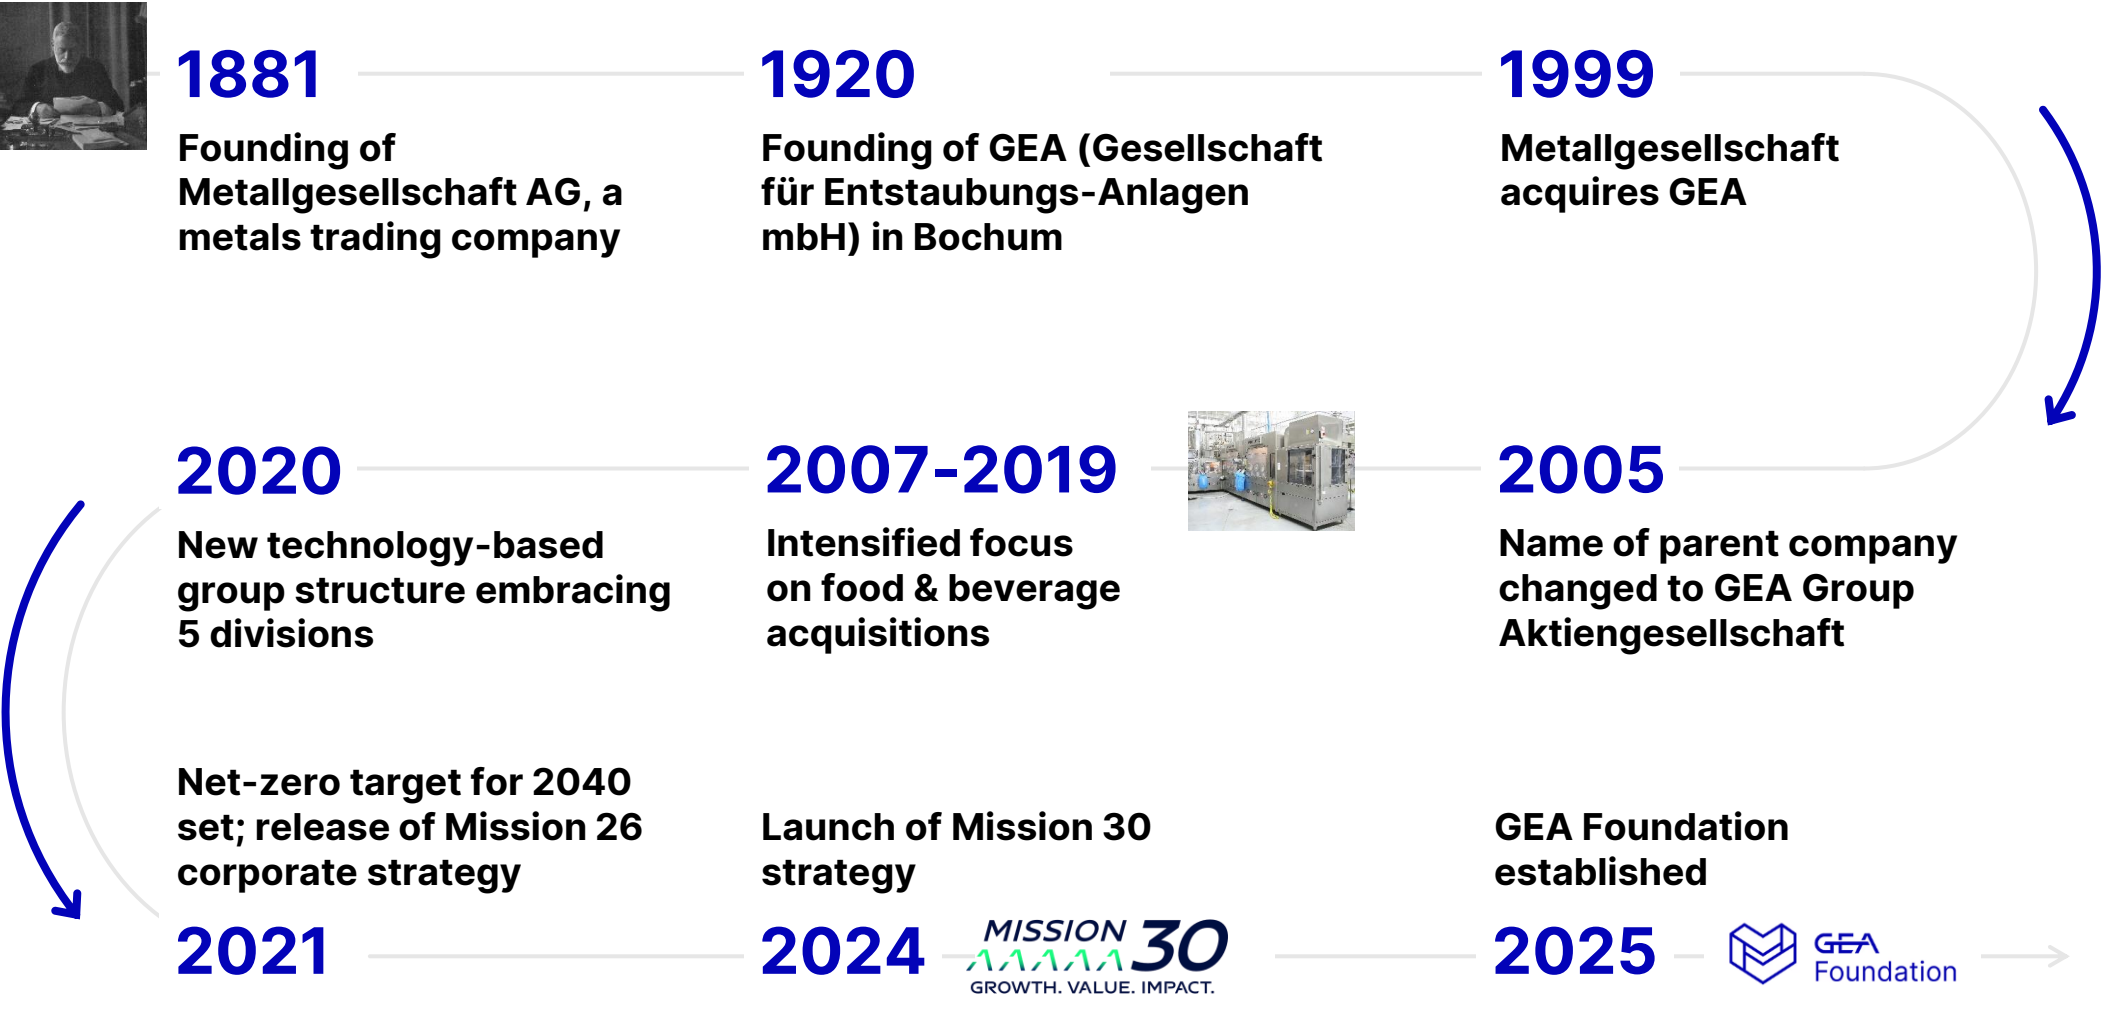 1881
Founding of
Metallgesellschaft AG, a
metals trading company
1920
Founding of GEA (Gesellschaft
für Entstaubungs-Anlagen
mbH) in Bochum
1999
Metallgesellschaft
acquires GEA
2005
Name of parent company
changed to GEA Group
Aktiengesellschaft
2007-2019
Intensified focus
on food & beverage
acquisitions
2020
New technology-based
group structure embracing
5 divisions
Net-zero target for 2040
set; release of Mission 26
corporate strategy
2021
Launch of Mission 30
strategy
2024
MISSION 30
GROWTH. VALUE. IMPACT.
GEA Foundation
established
2025
GEA
Foundation